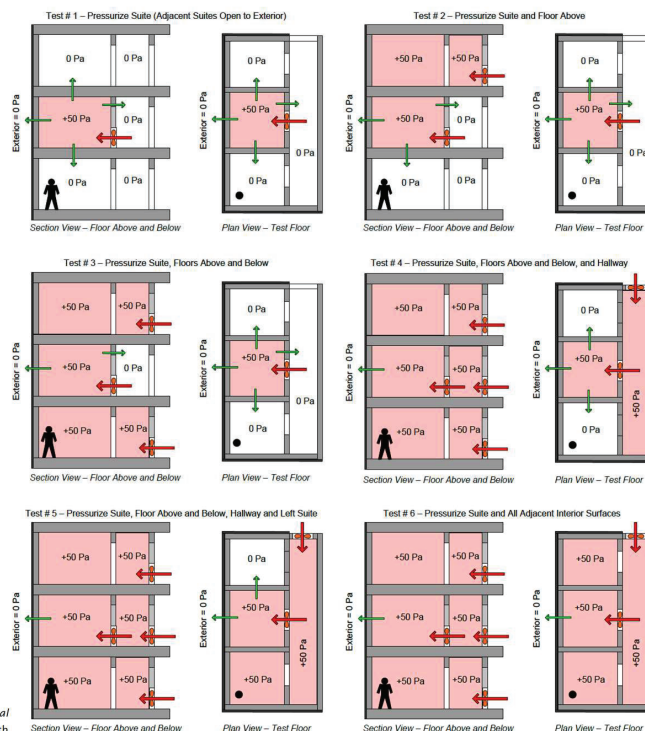 Test # 1 – Pressurize Suite (Adjacent Suites Open to Exterior)
0 Pa
0 Pa
+50 Pa
0 Pa
0 Pa
0 Pa
Exterior = 0 Pa
Section View – Floor Above and Below
0 Pa
+50 Pa
0 Pa
0 Pa
Exterior = 0 Pa
Plan View – Test Floor
Test # 2 – Pressurize Suite and Floor Above
+50 Pa
+50 Pa
+50 Pa
0 Pa
0 Pa
0 Pa
Exterior = 0 Pa
Section View – Floor Above and Below
0 Pa
+50 Pa
0 Pa
0 Pa
Exterior = 0 Pa
Plan View – Test Floor
Test # 3 – Pressurize Suite, Floors Above and Below
+50 Pa
+50 Pa
+50 Pa
0 Pa
+50 Pa
+50 Pa
Exterior = 0 Pa
Section View – Floor Above and Below
0 Pa
+50 Pa
0 Pa
0 Pa
Exterior = 0 Pa
Plan View – Test Floor
Test # 4 – Pressurize Suite, Floors Above and Below, and Hallway
+50 Pa
+50 Pa
+50 Pa
+50 Pa
+50 Pa
+50 Pa
Exterior = 0 Pa
Section View – Floor Above and Below
0 Pa
+50 Pa
0 Pa
+50 Pa
Exterior = 0 Pa
Plan View – Test Floor
Test # 5 – Pressurize Suite, Floor Above and Below, Hallway and Left Suite
+50 Pa
+50 Pa
+50 Pa
+50 Pa
+50 Pa
+50 Pa
Exterior = 0 Pa
Section View – Floor Above and Below
0 Pa
+50 Pa
+50 Pa
+50 Pa
Exterior = 0 Pa
Plan View – Test Floor
Test # 6 – Pressurize Suite and All Adjacent Interior Surfaces
+50 Pa
+50 Pa
+50 Pa
+50 Pa
+50 Pa
+50 Pa
Exterior = 0 Pa
Section View – Floor Above and Below
+50 Pa
+50 Pa
+50 Pa
+50 Pa
Exterior = 0 Pa
Plan View – Test Floor